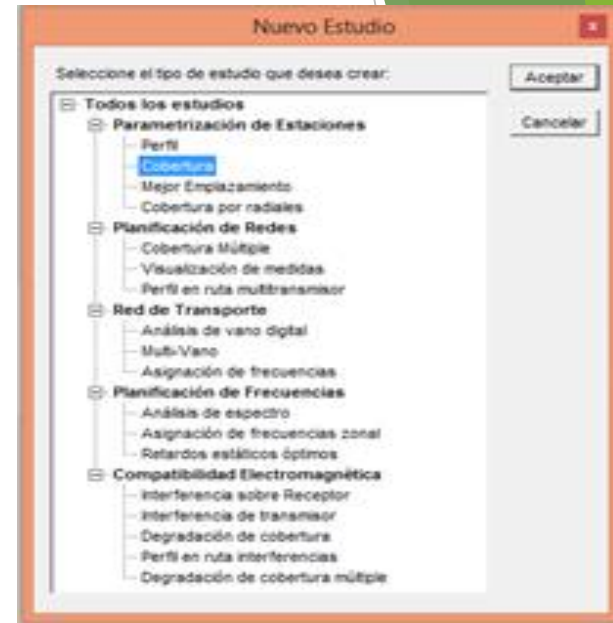 Nuevo Estudio
x
Seleccione el tipo de estudio que desea crear:
Aceptar
Cancelar
Todos los estudios
Parametrización de Estaciones
Perfil
Cobertura
Mejor Emplazamiento
Cobertura por radiales
Planificación de Redes
Cobertura Múltiple
Visualización de medidas
Perfil en ruta multitransmisor
Red de Transporte
Análisis de vano digital
Multi-Vano
Asignación de frecuencias
Planificación de Frecuencias
Análisis de espectro
Asignación de frecuencias zonal
Retardos estáticos óptimos
Compatibilidad Electromagnética
Interferencia sobre Receptor
Interferencia de transmisor
Degradación de cobertura
Perfil en ruta interferencias
Degradación de cobertura múltiple